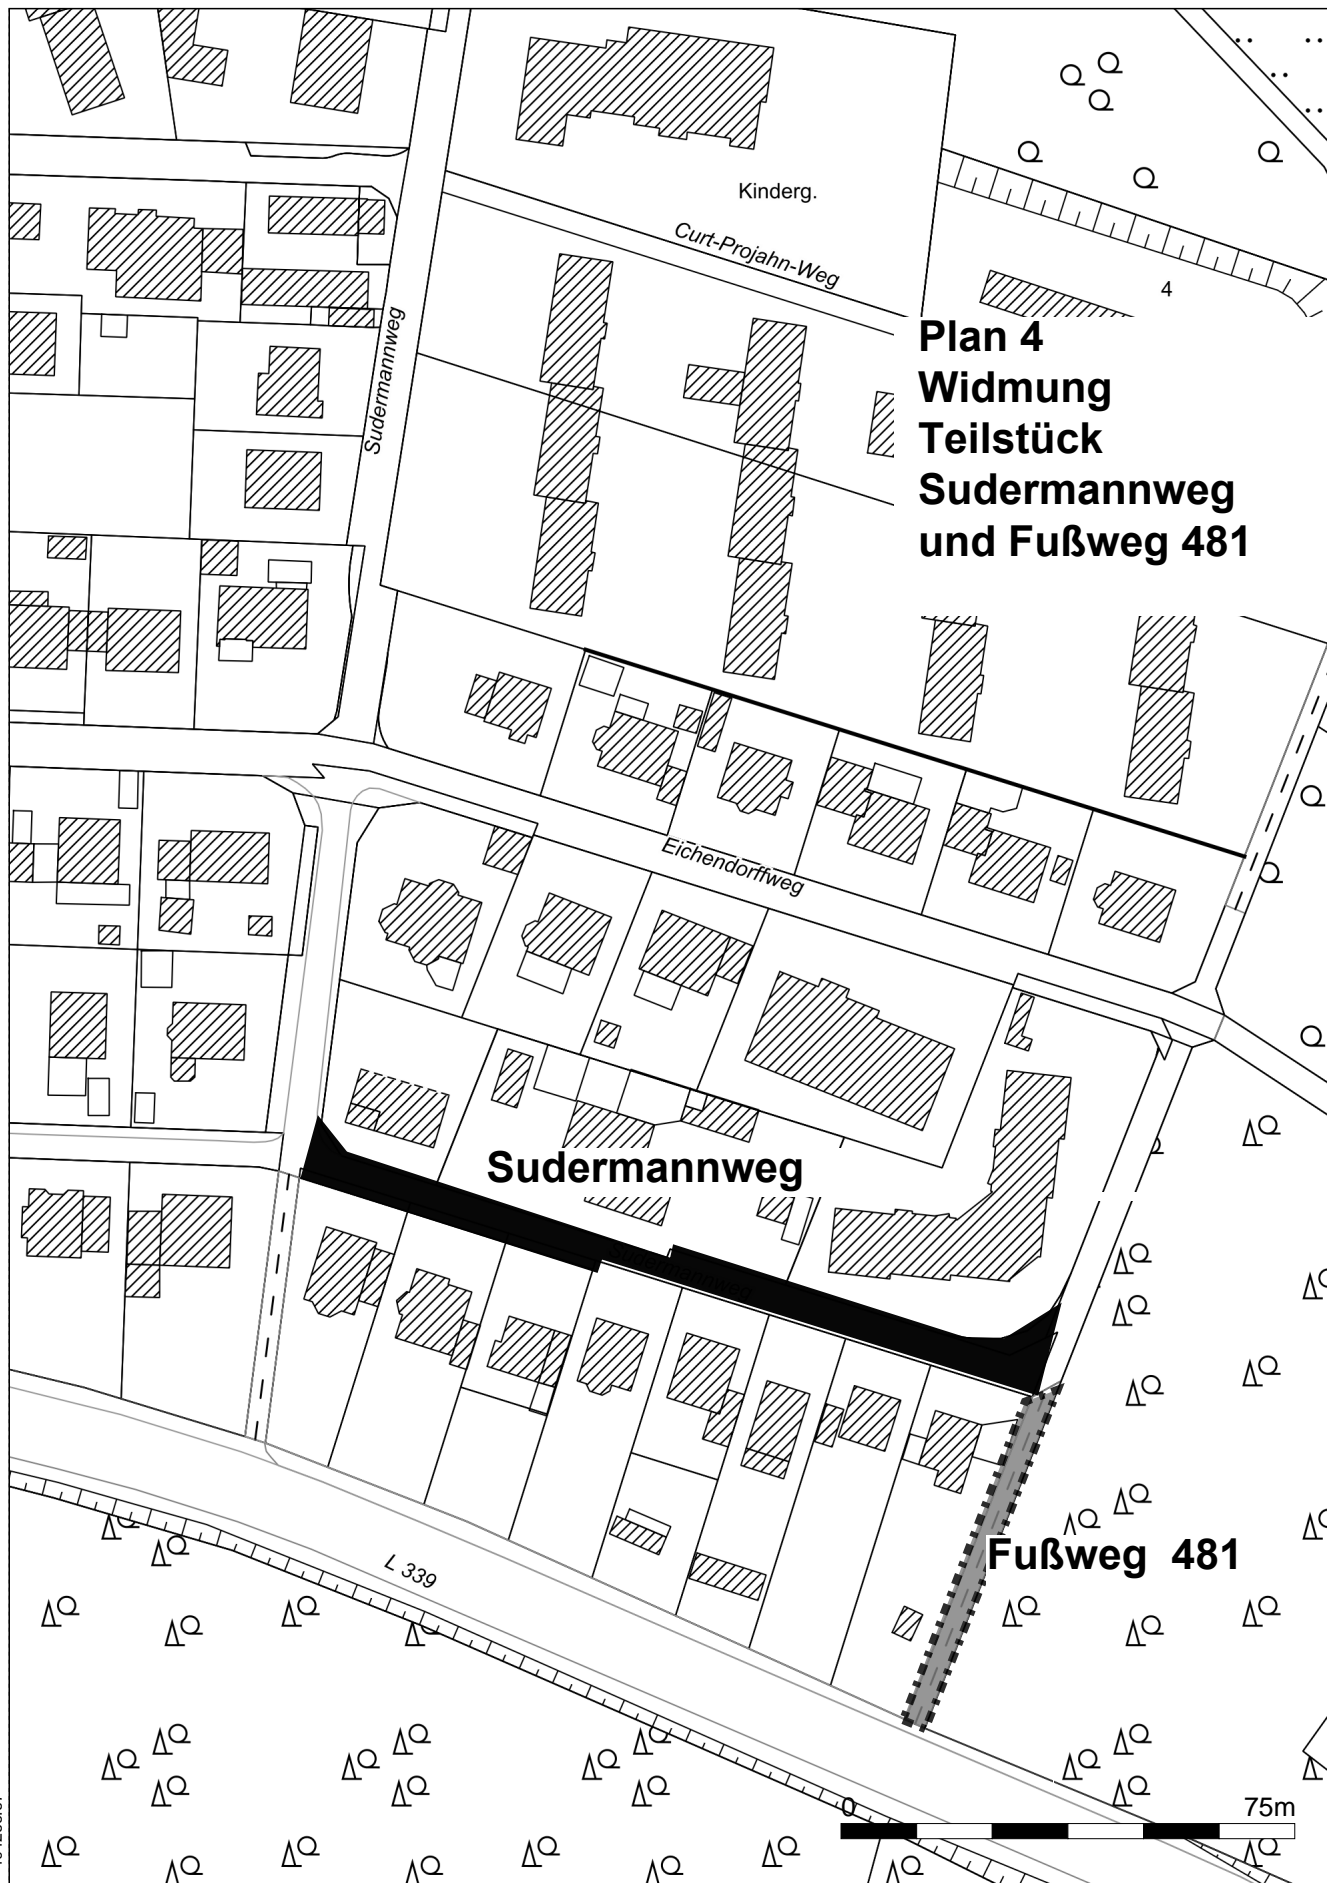 Kinderg.
Curt-Projahn-Weg
4
Plan 4
Widmung
Teilstück
Sudermannweg
und Fußweg 481
Sudermannweg
Eichendorffweg
Sudermannweg
Sudermannweg
Fußweg 481
L 339
0 75m